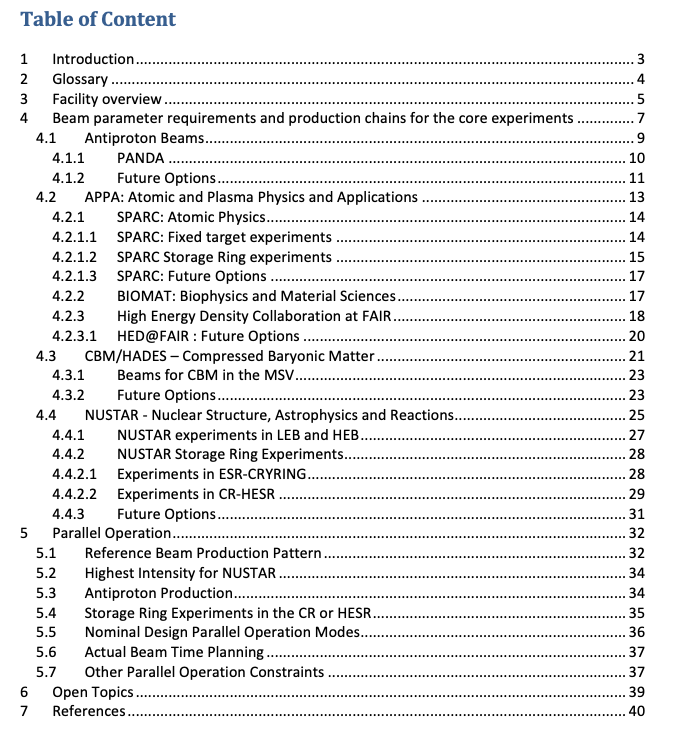 Table of Content
1 Introduction 3
2 Glossary 4
3 Facility overview 5
4 Beam parameter requirements and production chains for the core experiments 7
4.1 Antiproton Beams 9
4.1.1 PANDA 10
4.1.2 Future Options 11
4.2 APPA: Atomic and Plasma Physics and Applications 13
4.2.1 SPARC: Atomic Physics 14
4.2.1.1 SPARC: Fixed target experiments 14
4.2.1.2 SPARC Storage Ring experiments 15
4.2.1.3 SPARC: Future Options 17
4.2.2 BIOMAT: Biophysics and Material Sciences 17
4.2.3 High Energy Density Collaboration at FAIR 18
4.2.3.1 HED@FAIR : Future Options 20
4.3 CBM/HADES – Compressed Baryonic Matter 21
4.3.1 Beams for CBM in the MSV 23
4.3.2 Future Options 23
4.4 NUSTAR - Nuclear Structure, Astrophysics and Reactions 25
4.4.1 NUSTAR experiments in LEB and HEB 27
4.4.2 NUSTAR Storage Ring Experiments 28
4.4.2.1 Experiments in ESR-CRYRING 28
4.4.2.2 Experiments in CR-HESR 29
4.4.3 Future Options 31
5 Parallel Operation 32
5.1 Reference Beam Production Pattern 32
5.2 Highest Intensity for NUSTAR 34
5.3 Antiproton Production 34
5.4 Storage Ring Experiments in the CR or HESR 35
5.5 Nominal Design Parallel Operation Modes 36
5.6 Actual Beam Time Planning 37
5.7 Other Parallel Operation Constraints 37
6 Open Topics 39
7 References 40